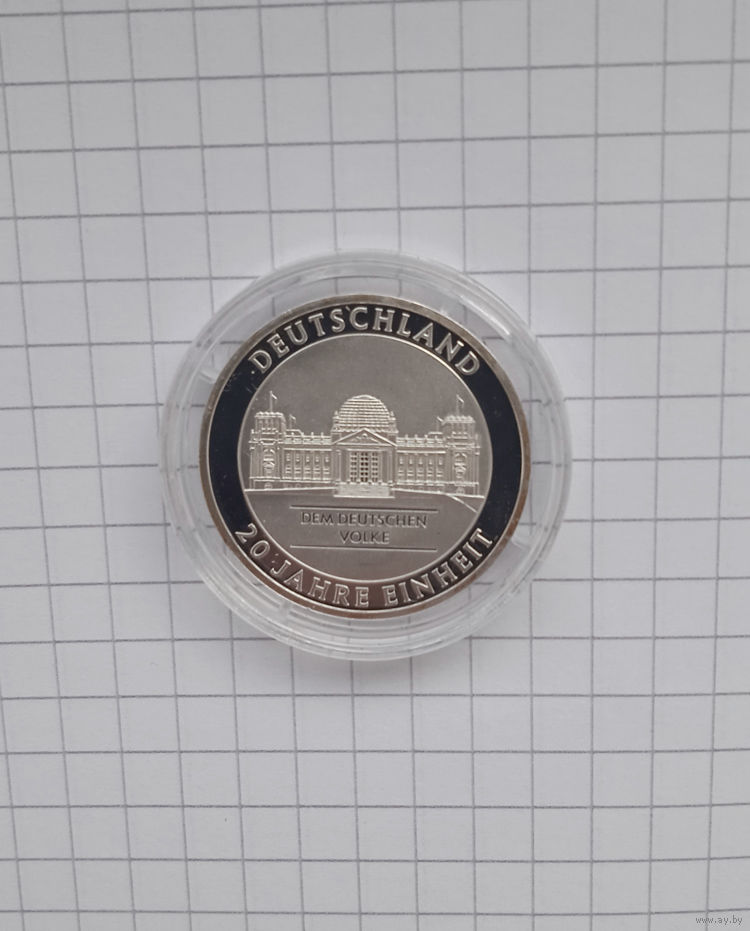 DEUTSCHLAND
DEM DEUTSCHEN
VOLKE
20 JAHRE EINHEIT
www.ay.by